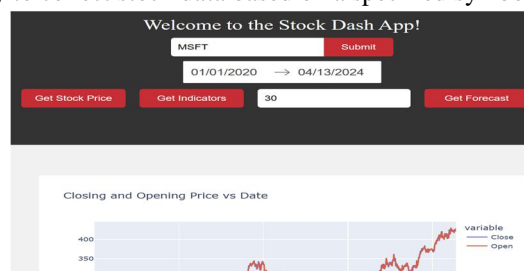 Welcome to the Stock Dash App!
MSFT Submit
01/01/2020 → 04/13/2024
Get Stock Price Get Indicators 30 Get Forecast
Closing and Opening Price vs Date
variable
Close
Open
400
350